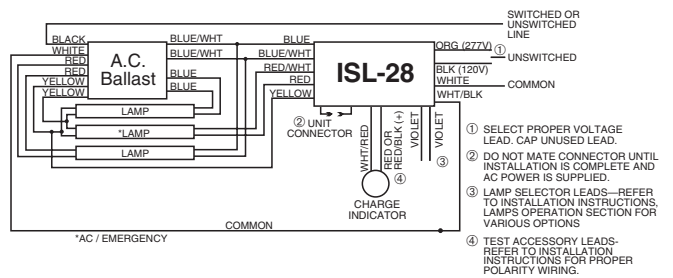 SWITCHED OR
UNSWITCHED
LINE
BLACK
WHITE
RED
RED
YELLOW
YELLOW
A.C.
Ballast
BLUE/WHT
BLUE/WHT
BLUE
BLUE
BLUE
BLUE/WHT
RED/WHT
RED
YELLOW
ISL-28
ORG (277V)
①
UNSWITCHED
BLK (120V)
WHITE
COMMON
WHT/BLK
LAMP
*LAMP
LAMP
② UNIT
CONNECTOR
WHT/RED
RED OR
RED/BLK (+)
VIOLET
VIOLET
③
④
CHARGE
INDICATOR
COMMON
*AC / EMERGENCY
① SELECT PROPER VOLTAGE
LEAD. CAP UNUSED LEAD.
② DO NOT MATE CONNECTOR UNTIL
INSTALLATION IS COMPLETE AND
AC POWER IS SUPPLIED.
③ LAMP SELECTOR LEADS—REFER
TO INSTALLATION INSTRUCTIONS,
LAMPS OPERATION SECTION FOR
VARIOUS OPTIONS
④ TEST ACCESSORY LEADS-
REFER TO INSTALLATION
INSTRUCTIONS FOR PROPER
POLARITY WIRING.